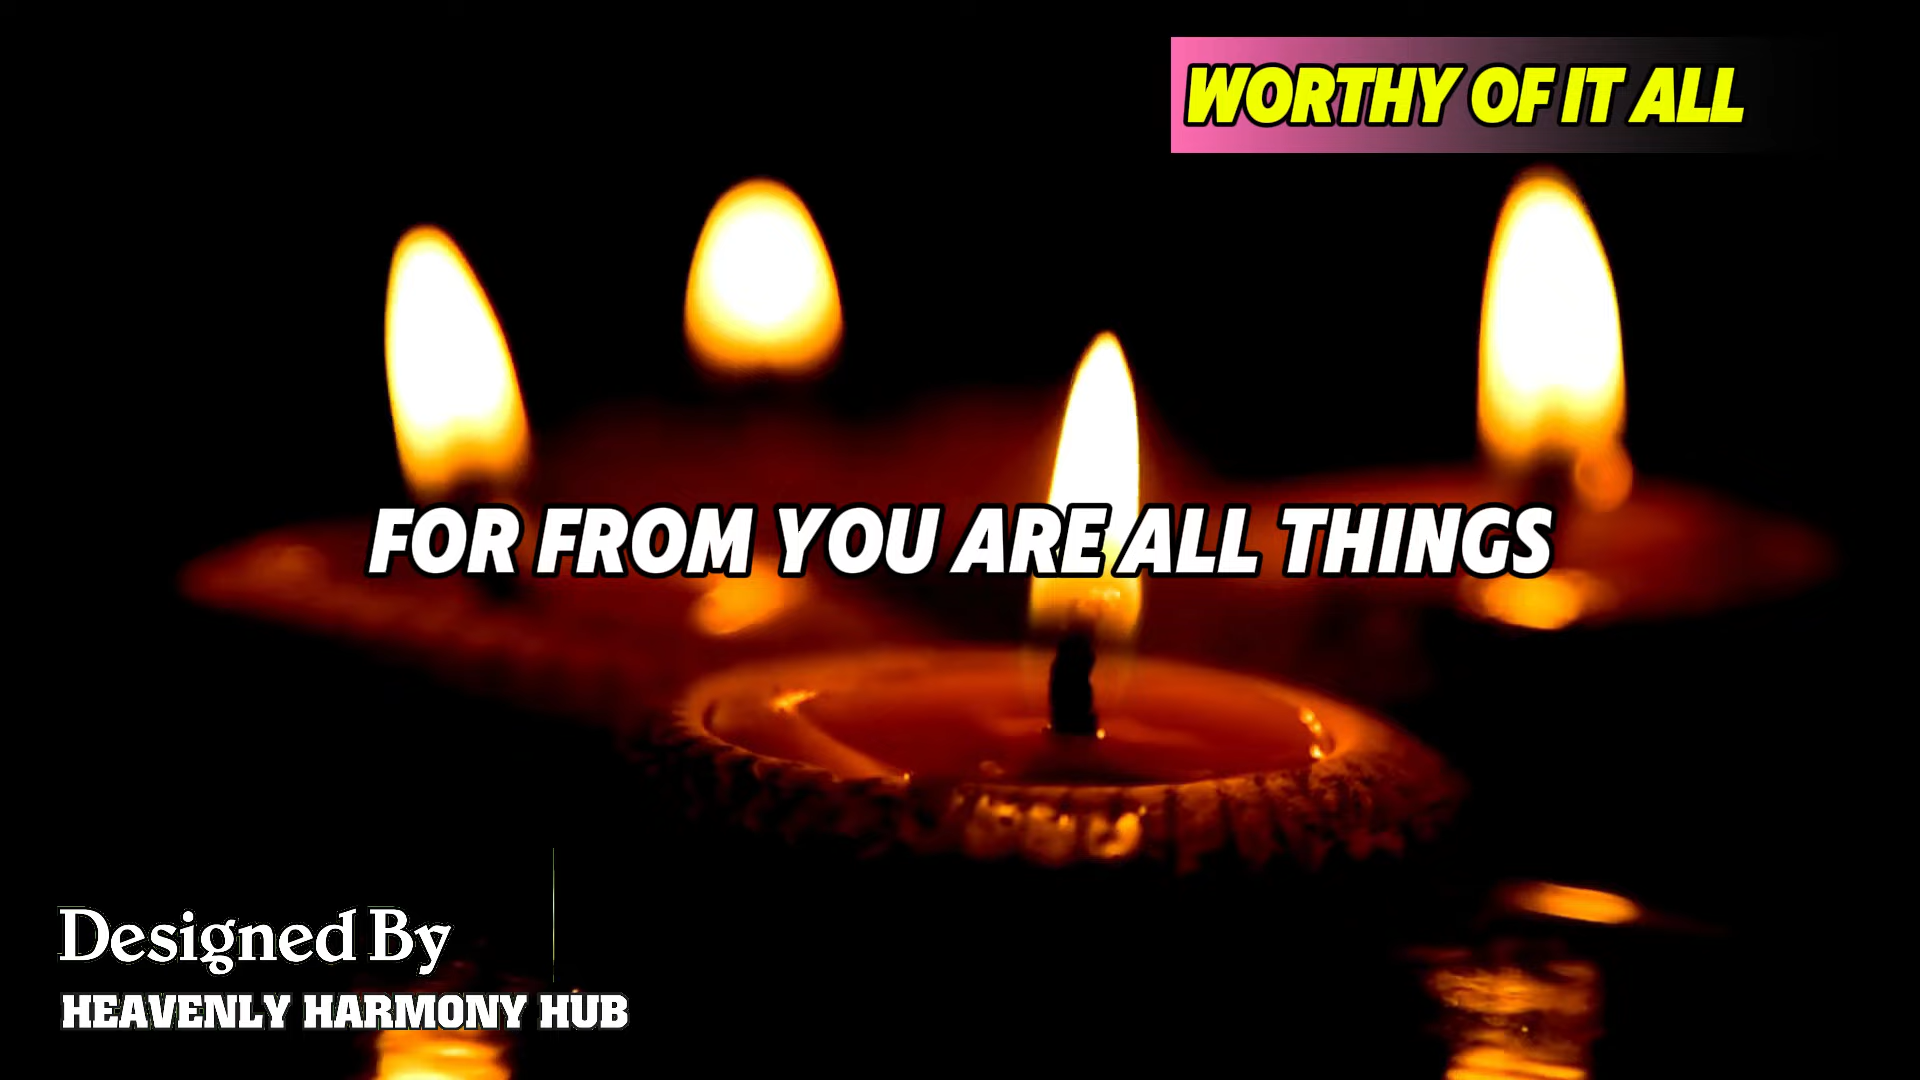 WORTHY OF IT ALL
FOR FROM YOU ARE ALL THINGS
Designed By
HEAVENLY HARMONY HUB